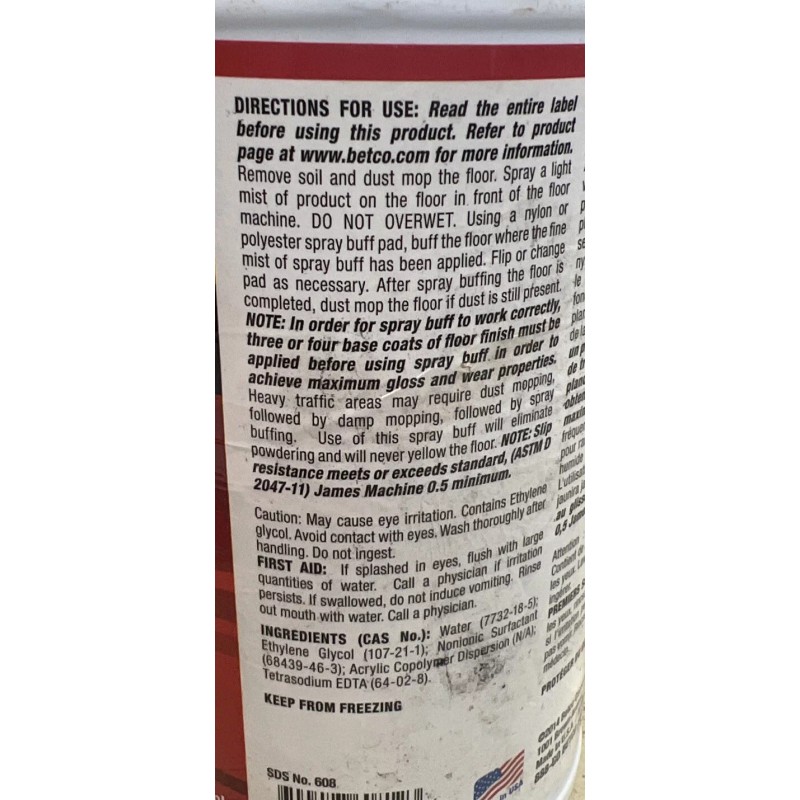 DIRECTIONS FOR USE: Read the entire label
before using this product. Refer to product
page at www.betco.com for more information.
Remove soil and dust mop the floor. Spray a light
mist of product on the floor in front of the floor
machine. DO NOT OVERWET. Using a nylon or
polyester spray buff pad, buff the floor where the fine
mist of spray buff has been applied. Flip or change
pad as necessary. After spray buffing the floor is
completed, dust mop the floor if dust is still present.
NOTE: In order for spray buff to work correctly,
three or four base coats of floor finish must be
applied before using spray buff in order to
achieve maximum gloss and wear properties.
Heavy traffic areas may require dust mopping,
followed by damp mopping, followed by spray
buffing. Use of this spray buff will eliminate
powdering and will never yellow the floor. NOTE: Slip
resistance meets or exceeds standard, (ASTM D
2047-11) James Machine 0.5 minimum.
Caution: May cause eye irritation. Contains Ethylene
glycol. Avoid contact with eyes. Wash thoroughly after
handling. Do not ingest.
FIRST AID: If splashed in eyes, flush with large
quantities of water. Call a physician if irritation
persists. If swallowed, do not induce vomiting. Rinse
out mouth with water. Call a physician.
INGREDIENTS (CAS No.): Water (7732-18-5);
Ethylene Glycol (107-21-1); Nonionic Surfactant
(68439-46-3); Acrylic Copolymer Dispersion (N/A);
Tetrasodium EDTA (64-02-8).
KEEP FROM FREEZING
SDS No. 608
in USA
Attention
PROTÉGER
©2014
1001
Made in U.S.A.